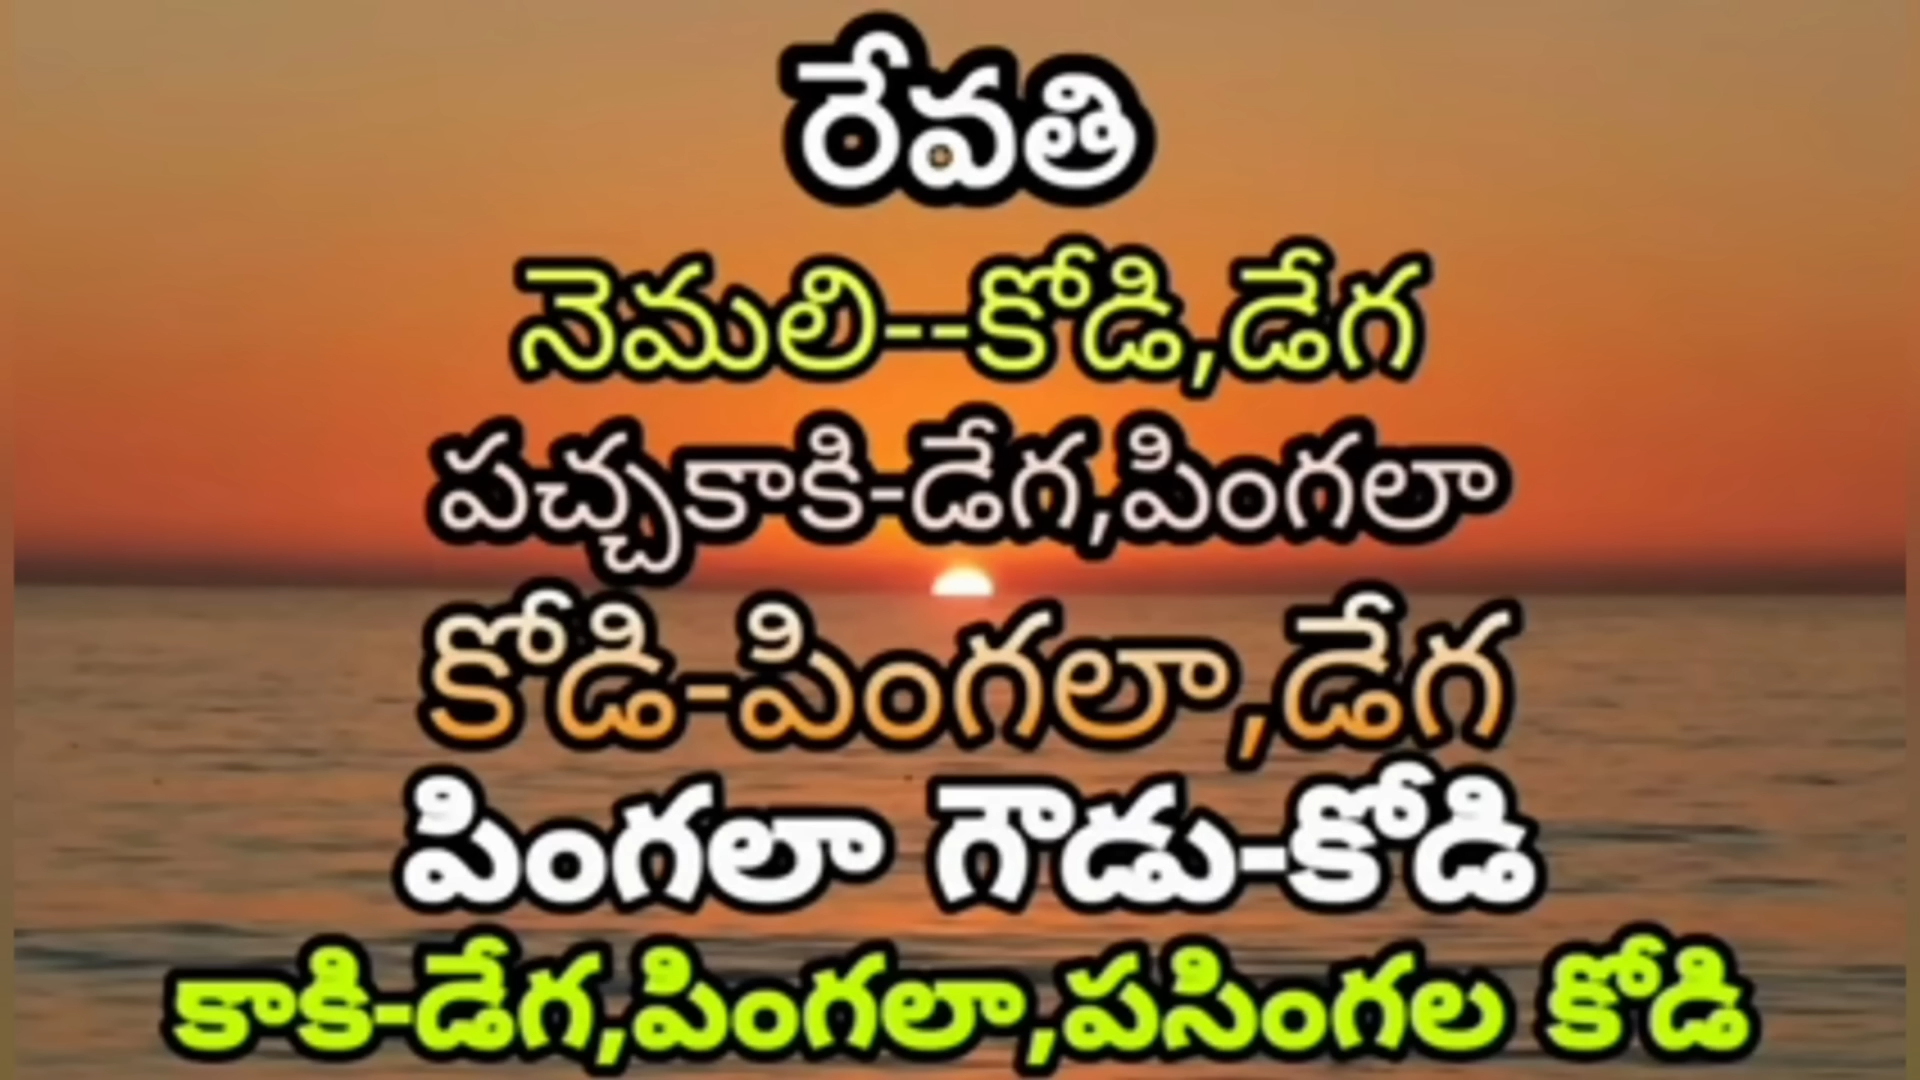 రేవతి
నెమలి--కోడి,డేగ
పచ్చకాకి-డేగ,పింగలా
కోడి-పింగలా,డేగ
పింగలా గౌడు-కోడి
కాకి-డేగ,పింగలా,పసింగల కోడి